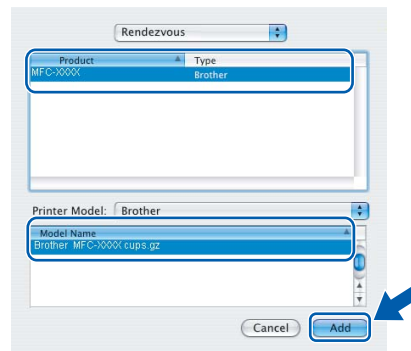 Rendezvous
Product Type
MFC-XXXX Brother
Printer Model: Brother
Model Name
Brother MFC-XXXX cups.gz
Cancel Add